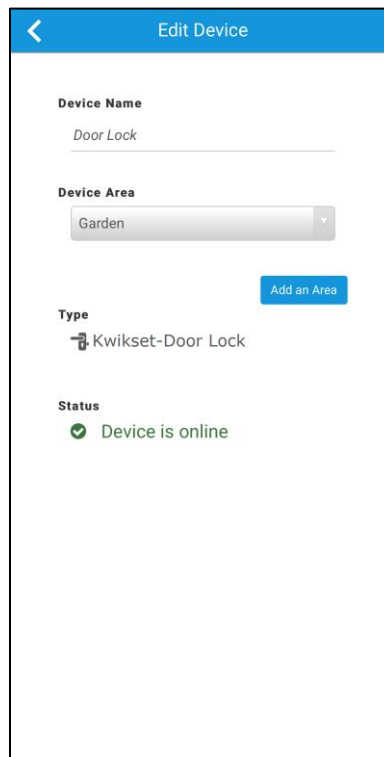 Edit Device
Device Name
Door Lock
Device Area
Garden
Add an Area
Type
Kwikset-Door Lock
Status
Device is online